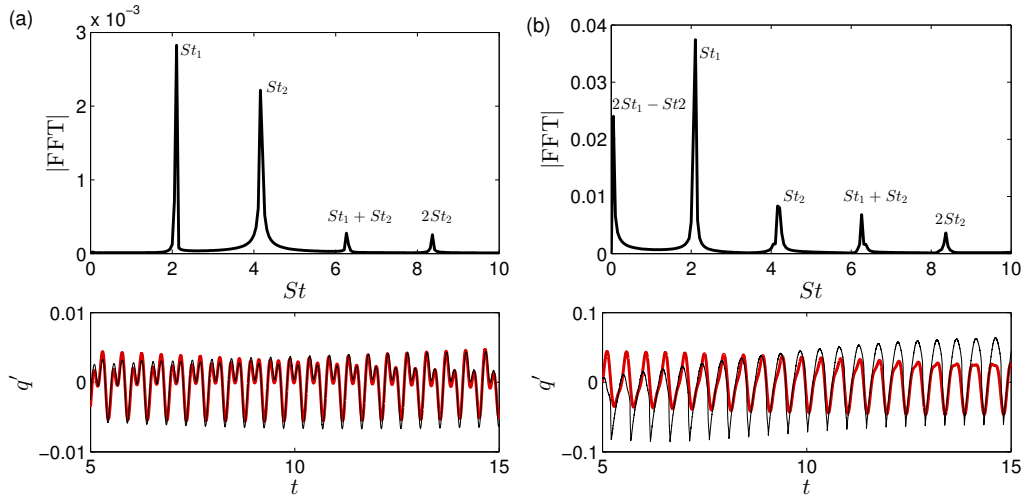 (a)
× 10⁻³
3
2
1
0
|FFT|
St₁
St₂
St₁ + St₂
2St₂
0 2 4 6 8 10
St
0.01
0
−0.01
q′
5 10 15
t
(b)
0.04
0.03
0.02
0.01
0
|FFT|
2St₁ − St2
St₁
St₂
St₁ + St₂
2St₂
0 2 4 6 8 10
St
0.1
0
−0.1
q′
5 10 15
t